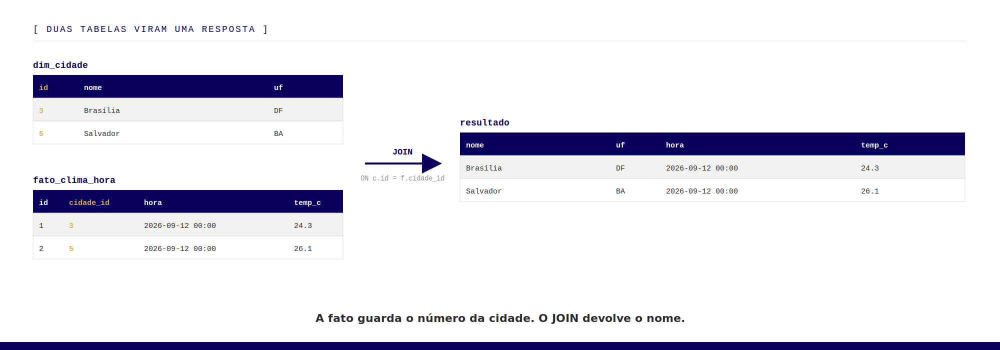 [ DUAS TABELAS VIRAM UMA RESPOSTA ]
dim_cidade
id nome uf
3 Brasília DF
5 Salvador BA
fato_clima_hora
id cidade_id hora temp_c
1 3 2026-09-12 00:00 24.3
2 5 2026-09-12 00:00 26.1
JOIN
ON c.id = f.cidade_id
resultado
nome uf hora temp_c
Brasília DF 2026-09-12 00:00 24.3
Salvador BA 2026-09-12 00:00 26.1
A fato guarda o número da cidade. O JOIN devolve o nome.